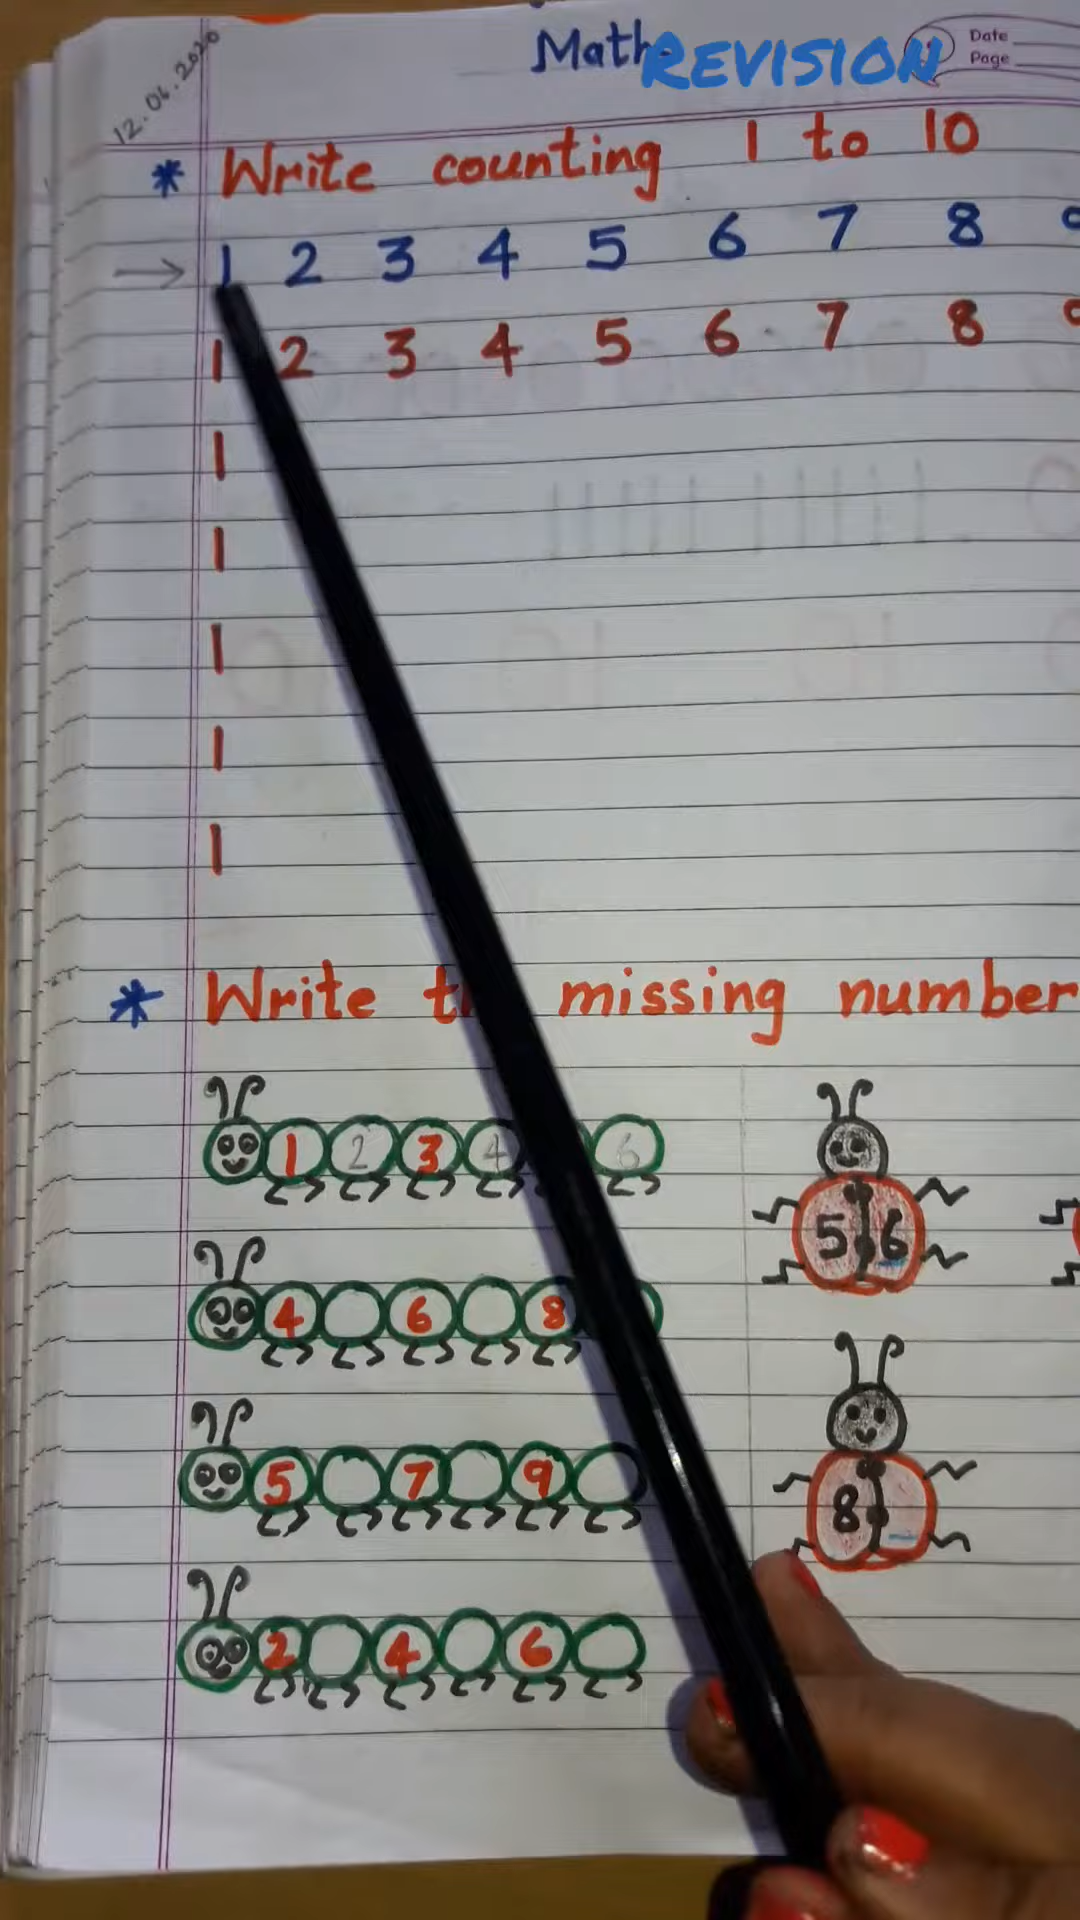 12.06.2020
Math REVISION
Date
Page
* Write counting 1 to 10
→ 1 2 3 4 5 6 7 8
1 2 3 4 5 6 7 8
1
1
1
1
1
* Write missing number
1 2 3 4 6
5 6
4 6 8
5 7 9
8
2 4 6